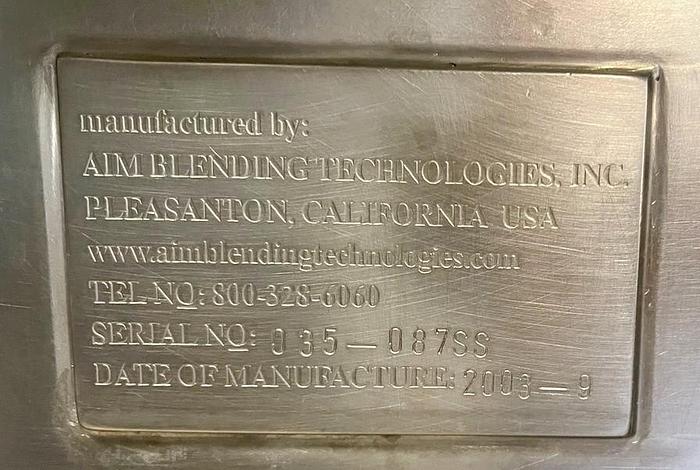 manufactured by:
AIM BLENDING TECHNOLOGIES, INC.
PLEASANTON, CALIFORNIA USA
www.aimblendingtechnologies.com
TEL NO: 800-328-6060
SERIAL NO: 035-087SS
DATE OF MANUFACTURE: 2003-9